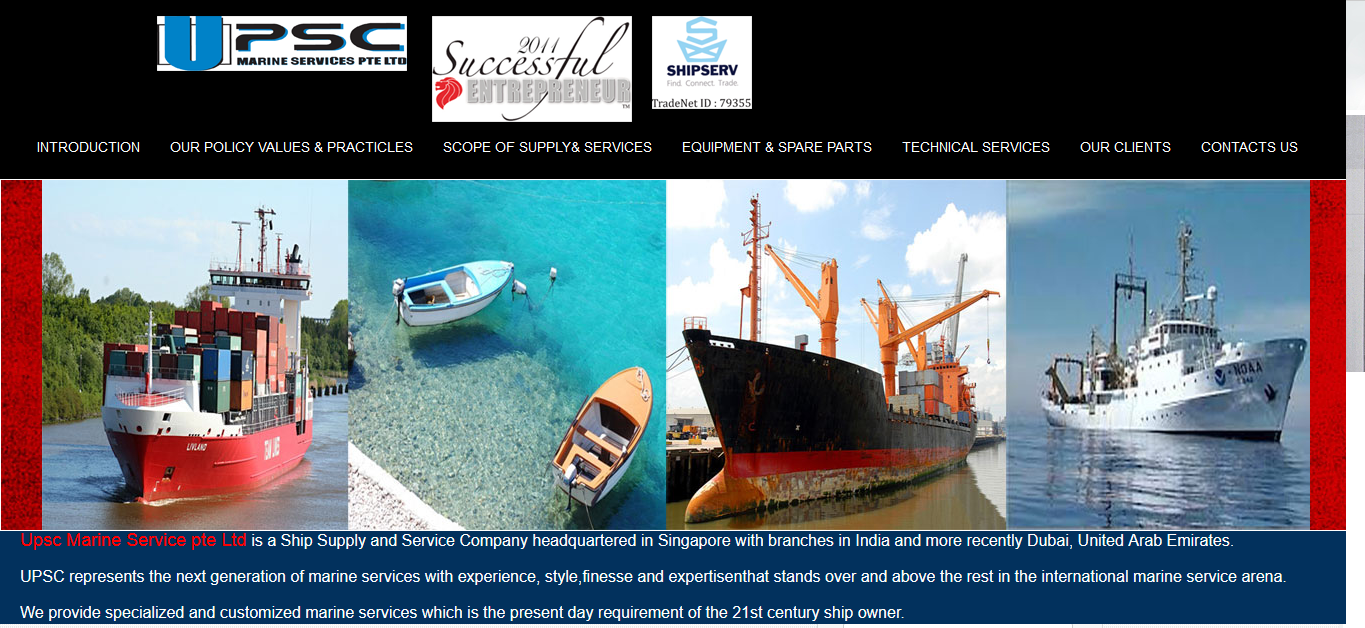 UPSC
MARINE SERVICES PTE LTD
2011
Successful
ENTREPRENEUR
TM
SHIPSERV
Find. Connect. Trade.
TradeNet ID : 79355
INTRODUCTION OUR POLICY VALUES & PRACTICLES SCOPE OF SUPPLY& SERVICES EQUIPMENT & SPARE PARTS TECHNICAL SERVICES OUR CLIENTS CONTACTS US
LIVLAND
TEAM LINES
NOAA
Upsc Marine Service pte Ltd is a Ship Supply and Service Company headquartered in Singapore with branches in India and more recently Dubai, United Arab Emirates.
UPSC represents the next generation of marine services with experience, style,finesse and expertisenthat stands over and above the rest in the international marine service arena.
We provide specialized and customized marine services which is the present day requirement of the 21st century ship owner.